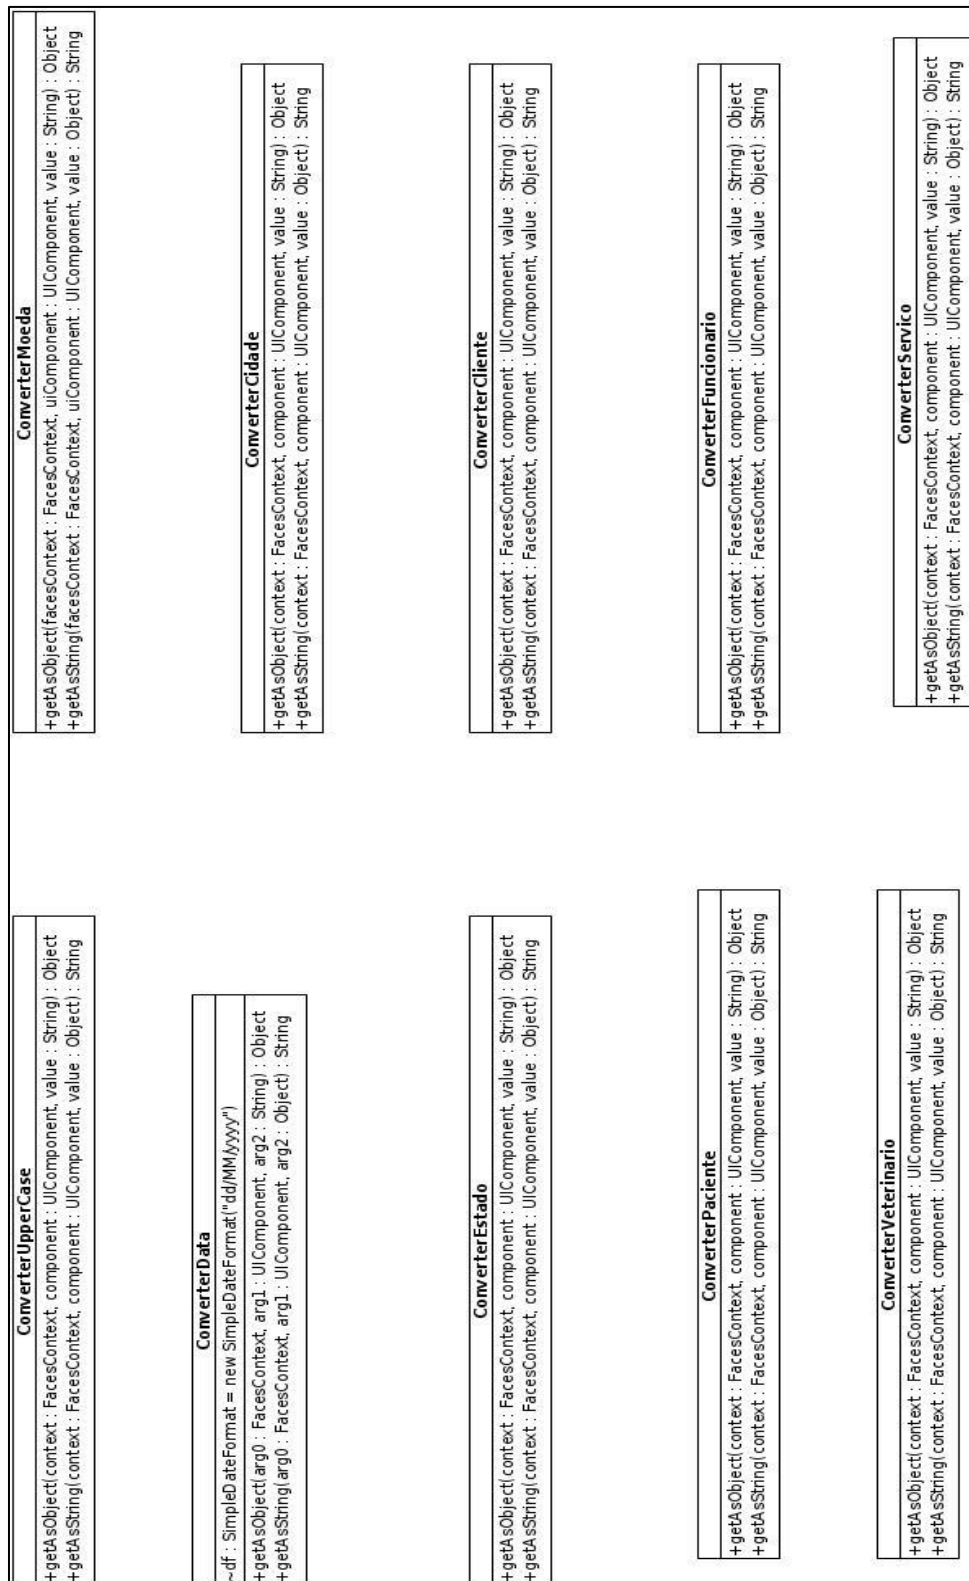 ConverterUpperCase
+getAsObject(context : FacesContext, component : UIComponent, value : String) : Object
+getAsString(context : FacesContext, component : UIComponent, value : Object) : String
ConverterMoeda
+getAsObject(facesContext : FacesContext, uiComponent : UIComponent, value : String) : Object
+getAsString(facesContext : FacesContext, uiComponent : UIComponent, value : Object) : String
ConverterData
~df : SimpleDateFormat = new SimpleDateFormat("dd/MM/yyyy")
+getAsObject(arg0 : FacesContext, arg1 : UIComponent, arg2 : String) : Object
+getAsString(arg0 : FacesContext, arg1 : UIComponent, arg2 : Object) : String
ConverterCidade
+getAsObject(context : FacesContext, component : UIComponent, value : String) : Object
+getAsString(context : FacesContext, component : UIComponent, value : Object) : String
ConverterEstado
+getAsObject(context : FacesContext, component : UIComponent, value : String) : Object
+getAsString(context : FacesContext, component : UIComponent, value : Object) : String
ConverterCliente
+getAsObject(context : FacesContext, component : UIComponent, value : String) : Object
+getAsString(context : FacesContext, component : UIComponent, value : Object) : String
ConverterPaciente
+getAsObject(context : FacesContext, component : UIComponent, value : String) : Object
+getAsString(context : FacesContext, component : UIComponent, value : Object) : String
ConverterFuncionario
+getAsObject(context : FacesContext, component : UIComponent, value : String) : Object
+getAsString(context : FacesContext, component : UIComponent, value : Object) : String
ConverterVeterinario
+getAsObject(context : FacesContext, component : UIComponent, value : String) : Object
+getAsString(context : FacesContext, component : UIComponent, value : Object) : String
ConverterServico
+getAsObject(context : FacesContext, component : UIComponent, value : String) : Object
+getAsString(context : FacesContext, component : UIComponent, value : Object) : String